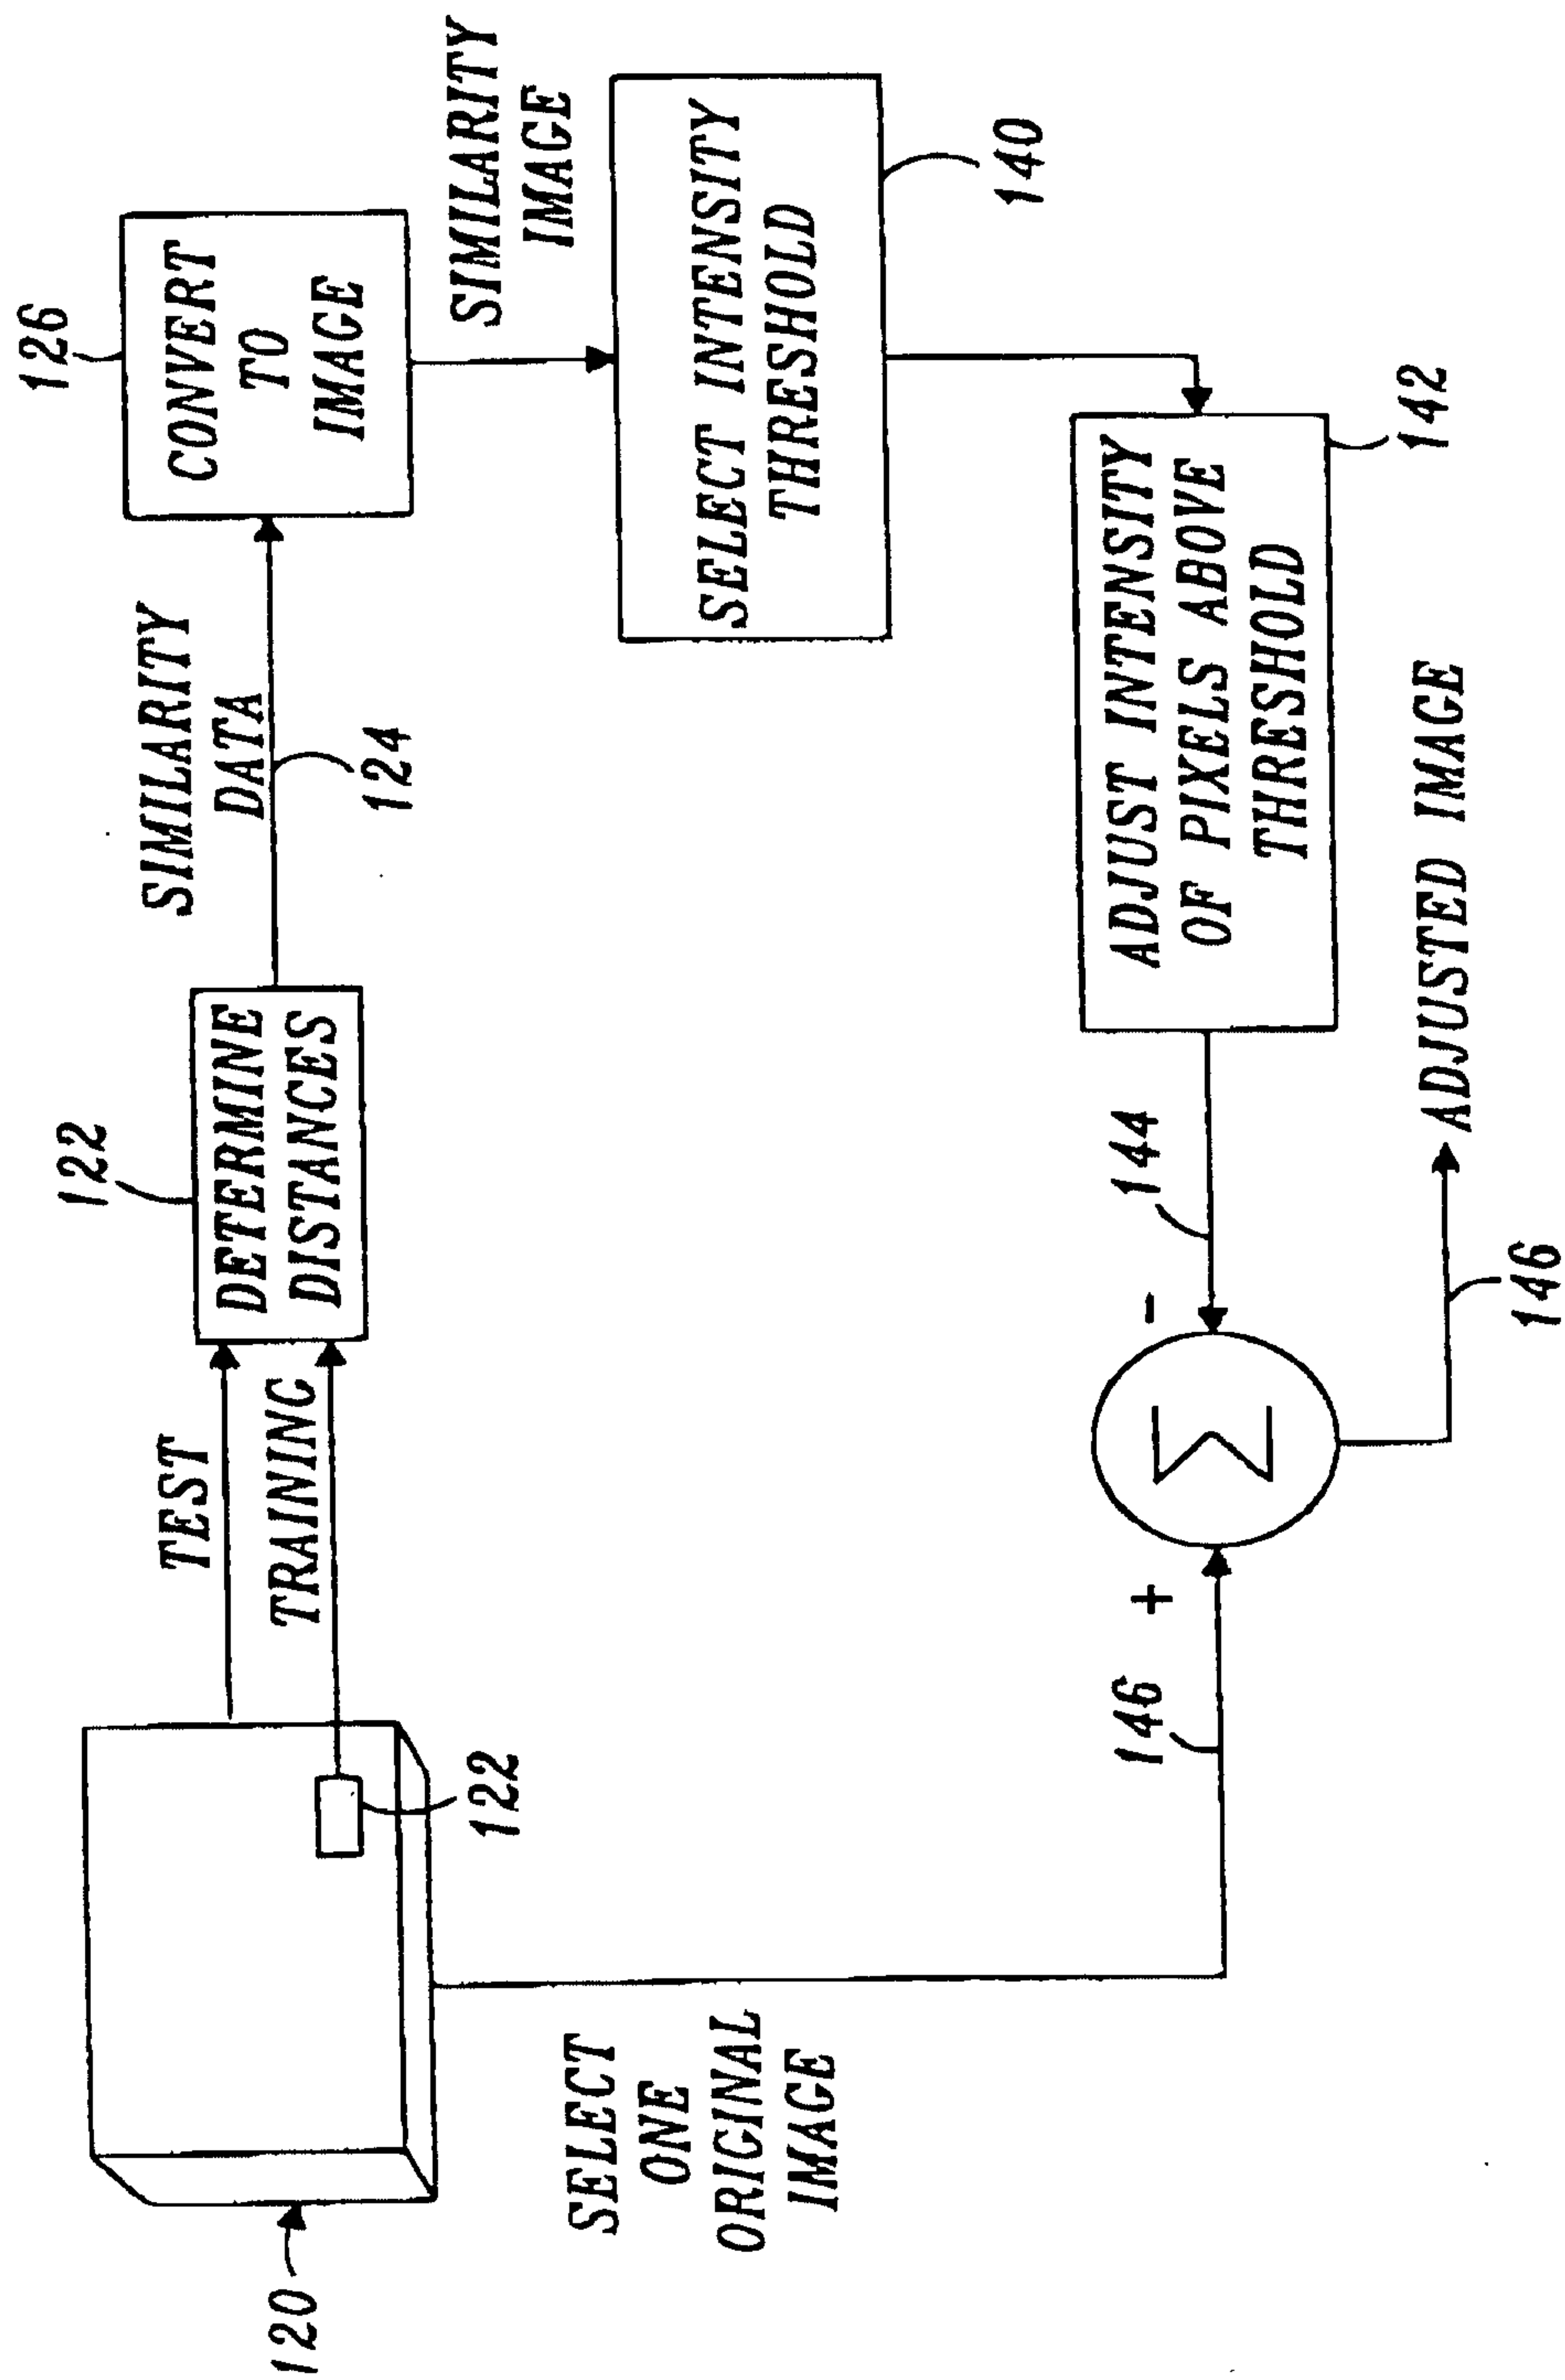 120
122
TEST
TRAINING
122
DETERMINE
DISTANCES
SIMILARITY
DATA
124
126
CONVERT
TO
IMAGE
SIMILARITY
IMAGE
SELECT INTENSITY
THRESHOLD
140
ADJUST INTENSITY
OF PIXELS ABOVE
THRESHOLD
142
144
-
Σ
+
146
SELECT
ONE
ORIGINAL
IMAGE
146
ADJUSTED IMAGE